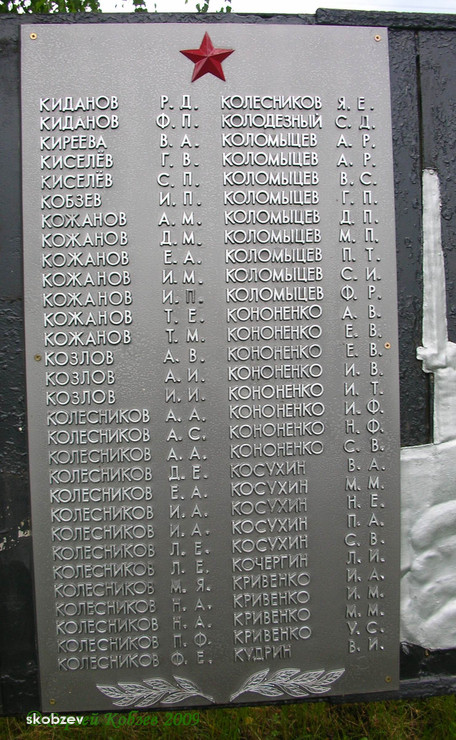 КИДАНОВ Р. Д.
КИДАНОВ Ф. П.
КИРЕЕВА В. А.
КИСЕЛЁВ Г. В.
КИСЕЛЁВ С. П.
КОБЗЕВ И. П.
КОЖАНОВ А. М.
КОЖАНОВ Д. М.
КОЖАНОВ Е. А.
КОЖАНОВ И. М.
КОЖАНОВ И. П.
КОЖАНОВ Т. Е.
КОЖАНОВ Т. М.
КОЗЛОВ А. В.
КОЗЛОВ А. И.
КОЗЛОВ И. И.
КОЛЕСНИКОВ А. А.
КОЛЕСНИКОВ А. С.
КОЛЕСНИКОВ А. А.
КОЛЕСНИКОВ Д. Е.
КОЛЕСНИКОВ Е. А.
КОЛЕСНИКОВ И. А.
КОЛЕСНИКОВ И. А.
КОЛЕСНИКОВ Л. Е.
КОЛЕСНИКОВ Л. Е.
КОЛЕСНИКОВ М. Я.
КОЛЕСНИКОВ Н. А.
КОЛЕСНИКОВ Н. А.
КОЛЕСНИКОВ П. Ф.
КОЛЕСНИКОВ Ф. Е.
КОЛЕСНИКОВ Я. Е.
КОЛОДЕЗНЫЙ С. Д.
КОЛОМЫЦЕВ А. Р.
КОЛОМЫЦЕВ А. Р.
КОЛОМЫЦЕВ В. С.
КОЛОМЫЦЕВ Г. П.
КОЛОМЫЦЕВ Д. П.
КОЛОМЫЦЕВ М. П.
КОЛОМЫЦЕВ П. Т.
КОЛОМЫЦЕВ С. И.
КОЛОМЫЦЕВ Ф. Р.
КОНОНЕНКО А. В.
КОНОНЕНКО Е. В.
КОНОНЕНКО Е. В.
КОНОНЕНКО И. В.
КОНОНЕНКО И. Т.
КОНОНЕНКО И. Ф.
КОНОНЕНКО Н. Ф.
КОНОНЕНКО С. В.
КОСУХИН В. А.
КОСУХИН М. М.
КОСУХИН Н. Е.
КОСУХИН П. А.
КОСУХИН С. В.
КОЧЕРГИН Л. И.
КРИВЕНКО И. А.
КРИВЕНКО И. М.
КРИВЕНКО М. М.
КРИВЕНКО У. С.
КУДРИН В. И.
skobzev
Сергей Кобзев 2009